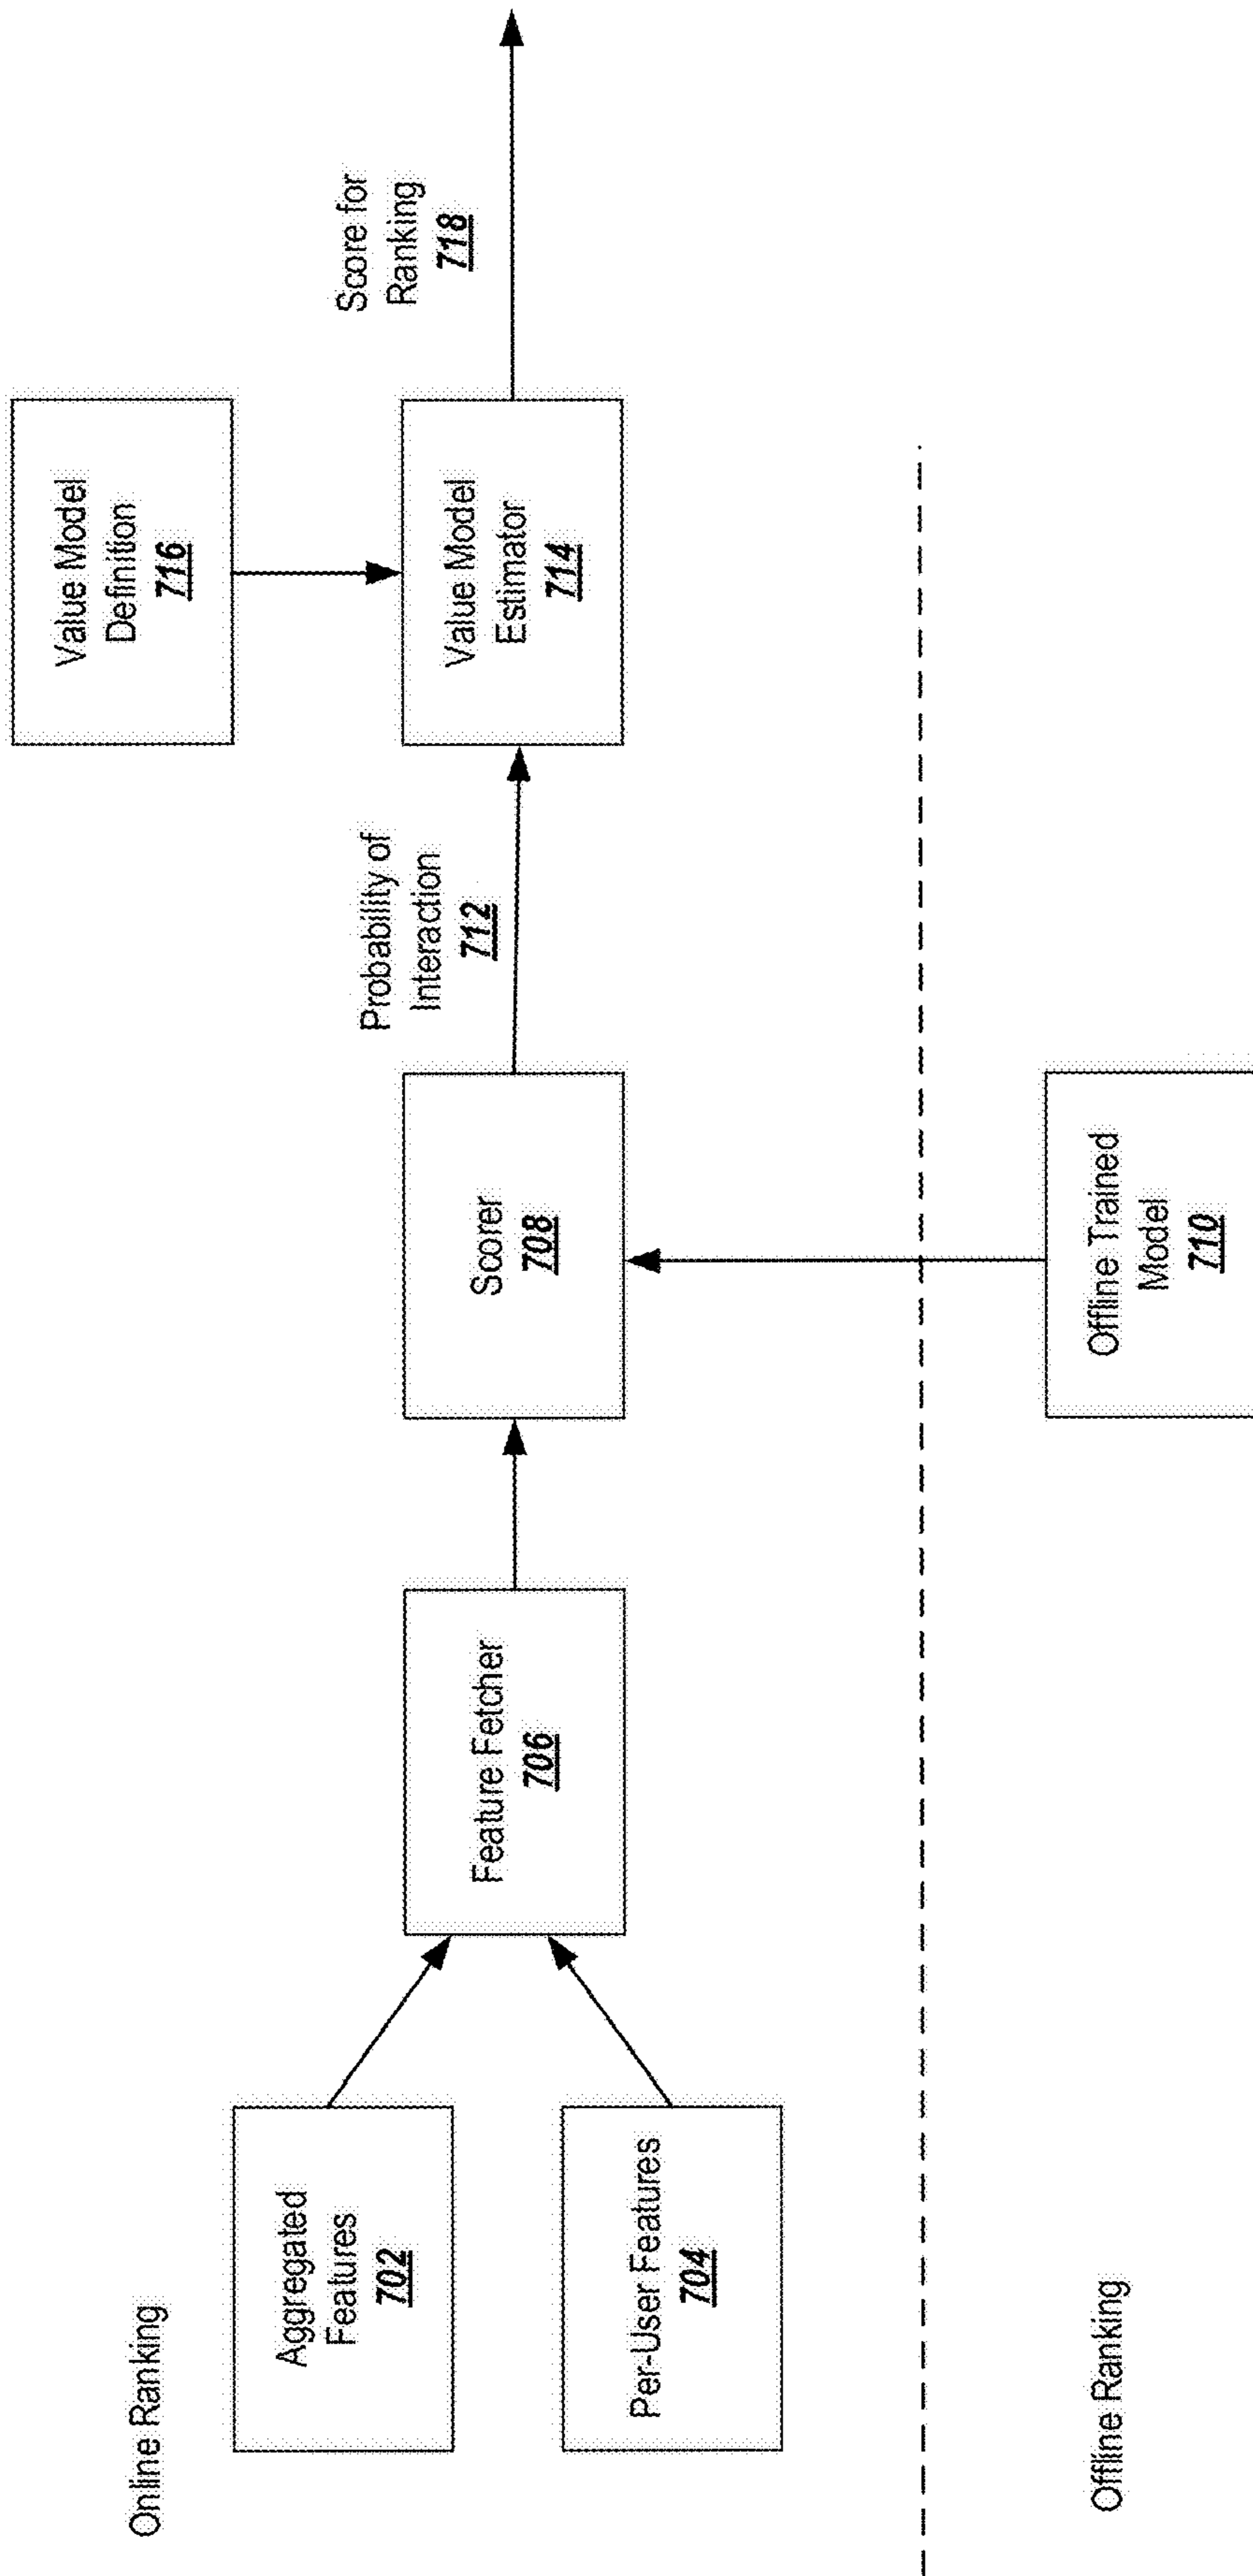 Online Ranking
Aggregated
Features
702
Per-User Features
704
Feature Fetcher
706
Scorer
708
Probability of
Interaction
712
Value Model
Definition
716
Value Model
Estimator
714
Score for
Ranking
718
Offline Ranking
Offline Trained
Model
710